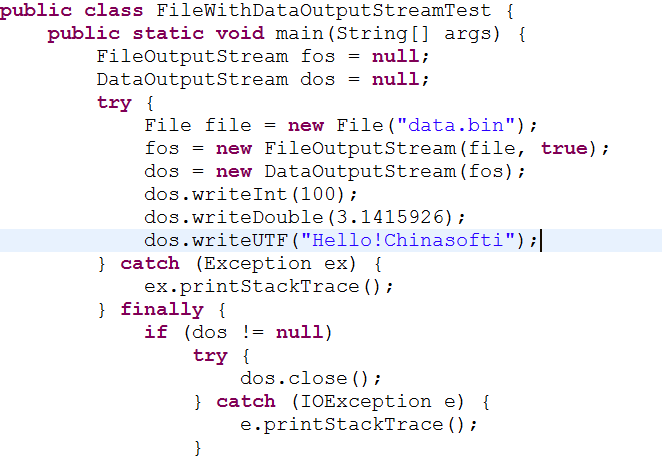 public class FileWithDataOutputStreamTest {
    public static void main(String[] args) {
        FileOutputStream fos = null;
        DataOutputStream dos = null;
        try {
            File file = new File("data.bin");
            fos = new FileOutputStream(file, true);
            dos = new DataOutputStream(fos);
            dos.writeInt(100);
            dos.writeDouble(3.1415926);
            dos.writeUTF("Hello!Chinasofti");
        } catch (Exception ex) {
            ex.printStackTrace();
        } finally {
            if (dos != null)
                try {
                    dos.close();
                } catch (IOException e) {
                    e.printStackTrace();
                }